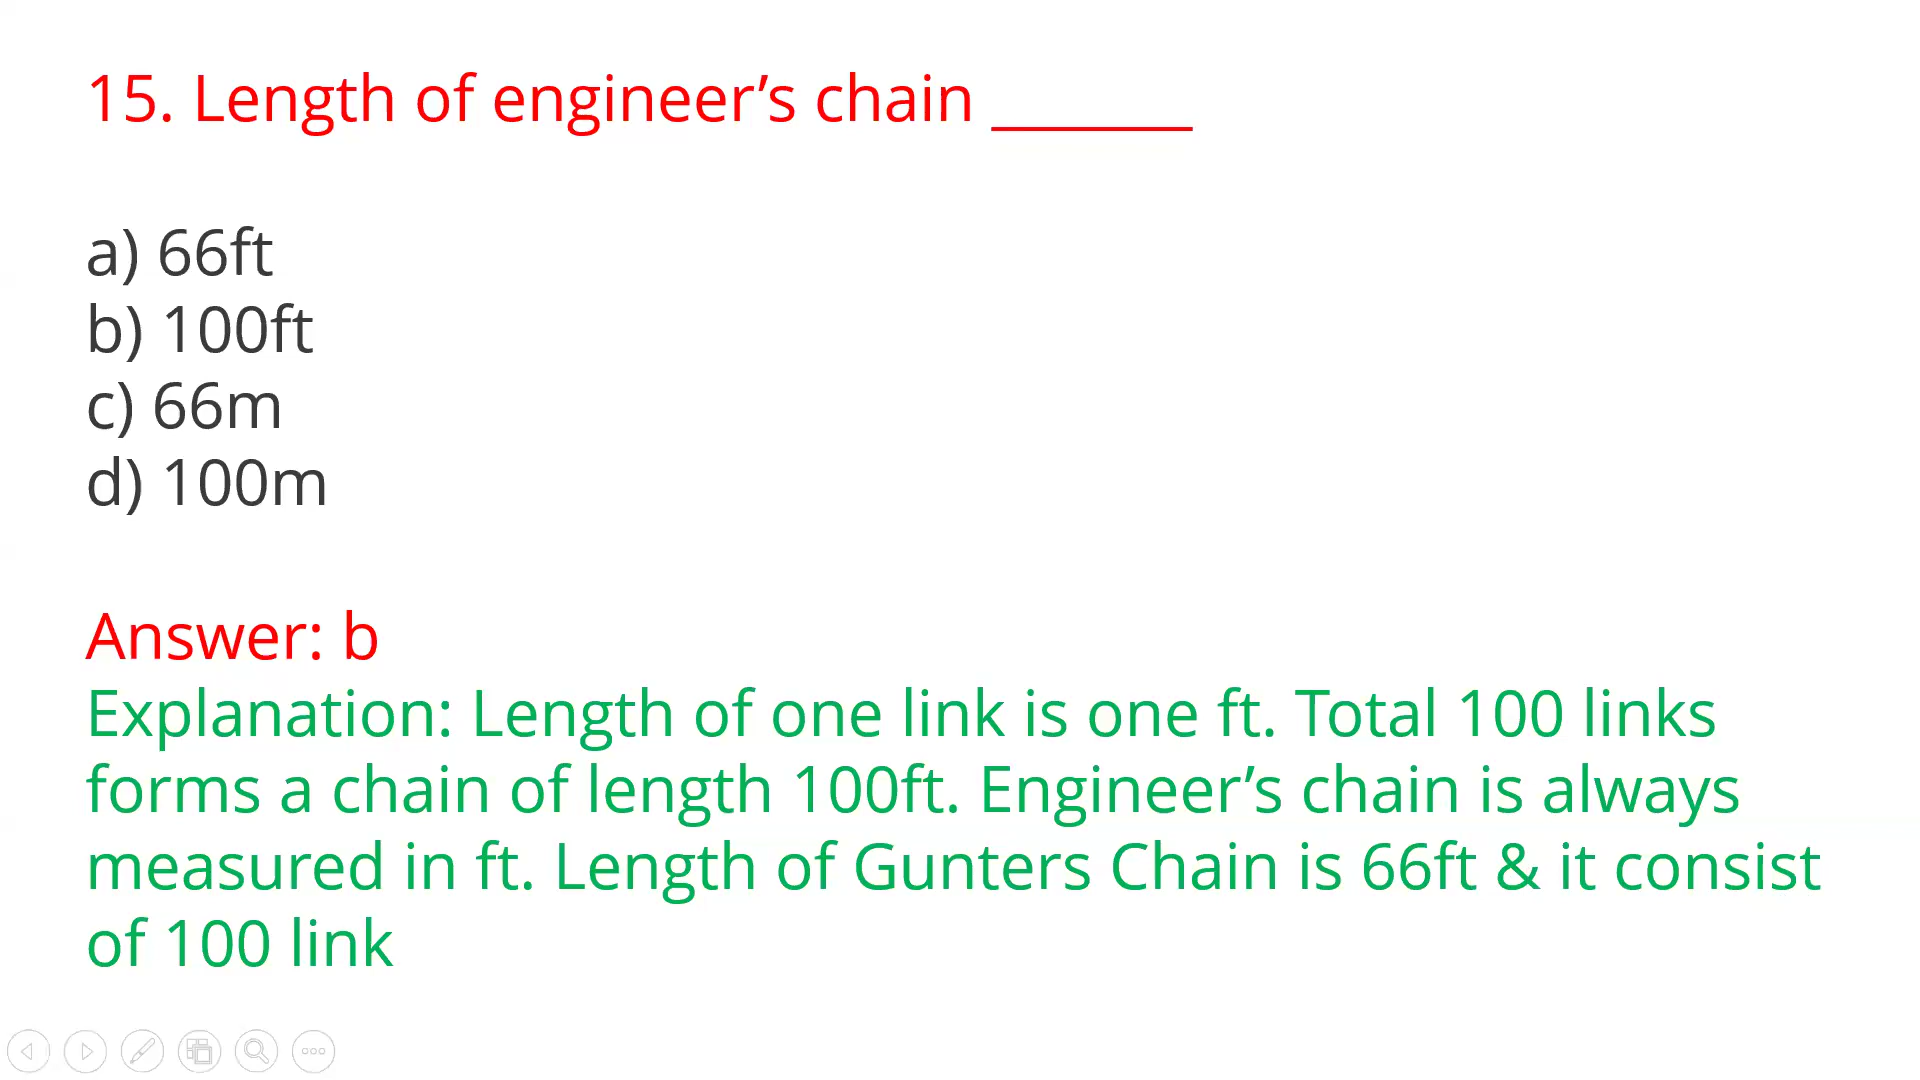 15. Length of engineer’s chain ______
a) 66ft
b) 100ft
c) 66m
d) 100m
Answer: b
Explanation: Length of one link is one ft. Total 100 links
forms a chain of length 100ft. Engineer’s chain is always
measured in ft. Length of Gunters Chain is 66ft & it consist
of 100 link